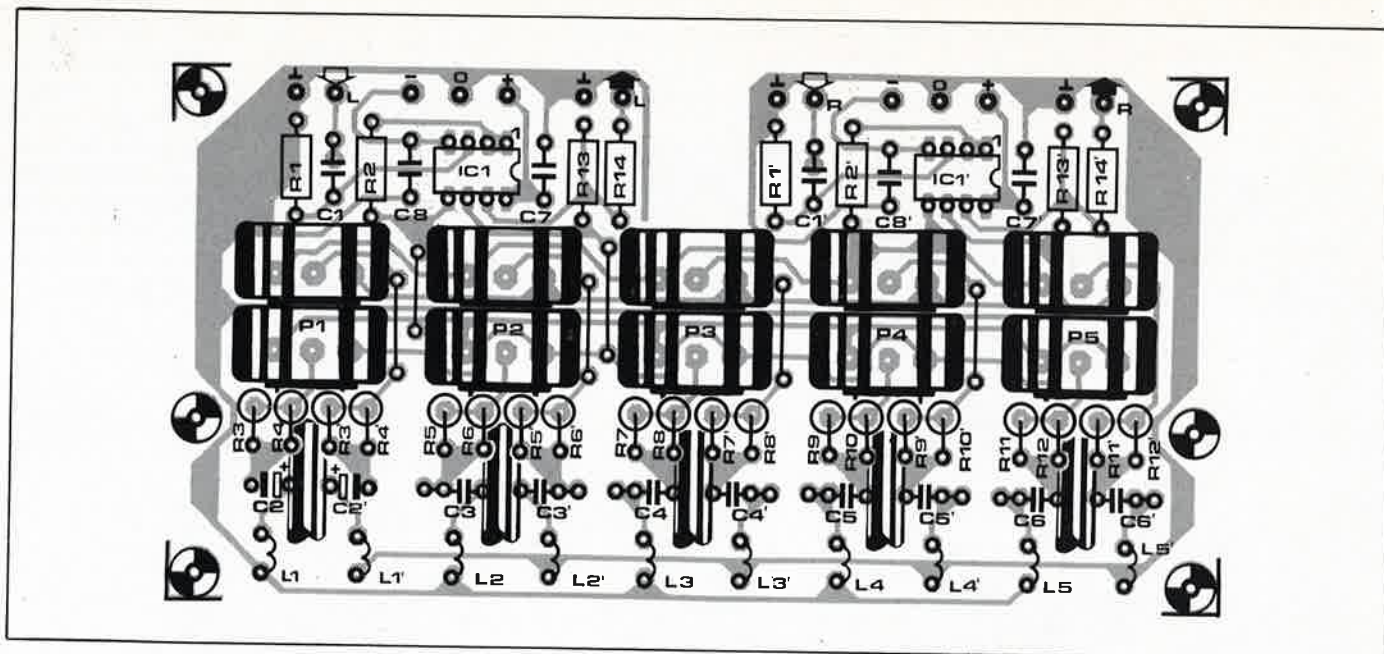 ⊥ L - 0 + ⊥ L
⊥ R - 0 + ⊥ R
R1 C1 R2 C8 IC1 1 C7 R13 R14
R1' C1' R2' C8' IC1' 1 C7' R13' R14'
P1 P2 P3 P4 P5
R3 R4 R3' R4' R5 R6 R5' R6' R7 R8 R7' R8' R9 R10 R9' R10' R11 R12 R11' R12'
+ +
C2 C2' C3 C3' C4 C4' C5 C5' C6 C6'
L1 L1' L2 L2' L3 L3' L4 L4' L5 L5'